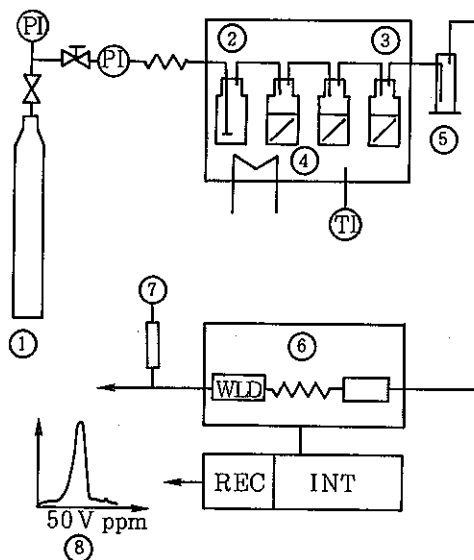 PI
PI
②
③
④
⑤
TI
①
⑦
⑥
WLD
REC INT
50 V ppm
⑧